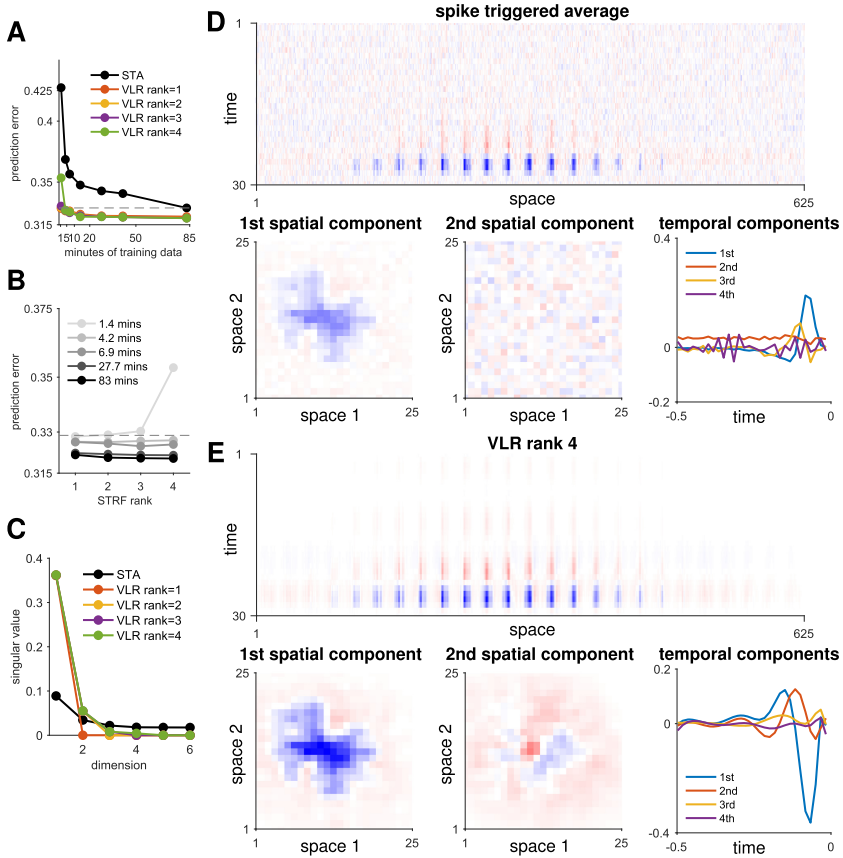 A
0.425
0.4
0.35
0.315
prediction error
STA
VLR rank=1
VLR rank=2
VLR rank=3
VLR rank=4
1 5 10 20 50 85
minutes of training data
B
0.375
0.35
0.33
0.315
prediction error
1.4 mins
4.2 mins
6.9 mins
27.7 mins
83 mins
1 2 3 4
STRF rank
C
0.4
0.3
0.2
0.1
0
singular value
STA
VLR rank=1
VLR rank=2
VLR rank=3
VLR rank=4
2 4 6
dimension
D
spike triggered average
1
time
30
1 space 625
1st spatial component
25
space 2
1
1 space 1 25
2nd spatial component
25
space 2
1
1 space 1 25
temporal components
0.4
0
-0.2
1st
2nd
3rd
4th
-0.5 time 0
E
VLR rank 4
1
time
30
1 space 625
1st spatial component
25
space 2
1
1 space 1 25
2nd spatial component
25
space 2
1
1 space 1 25
temporal components
0.2
0
-0.4
1st
2nd
3rd
4th
-0.5 time 0